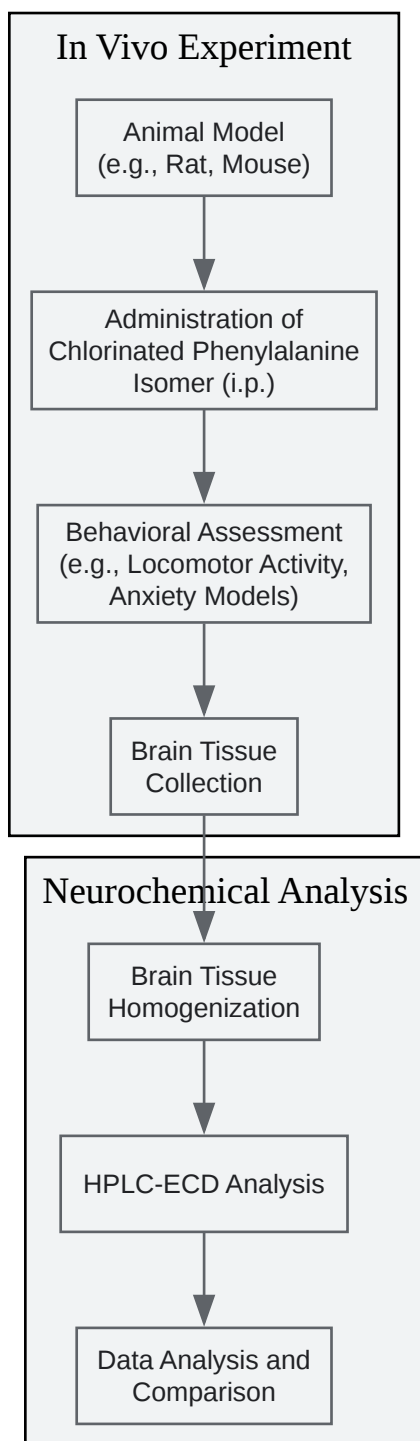 In Vivo Experiment
Animal Model
(e.g., Rat, Mouse)
Administration of
Chlorinated Phenylalanine
Isomer (i.p.)
Behavioral Assessment
(e.g., Locomotor Activity,
Anxiety Models)
Brain Tissue
Collection
Neurochemical Analysis
Brain Tissue
Homogenization
HPLC-ECD Analysis
Data Analysis and
Comparison